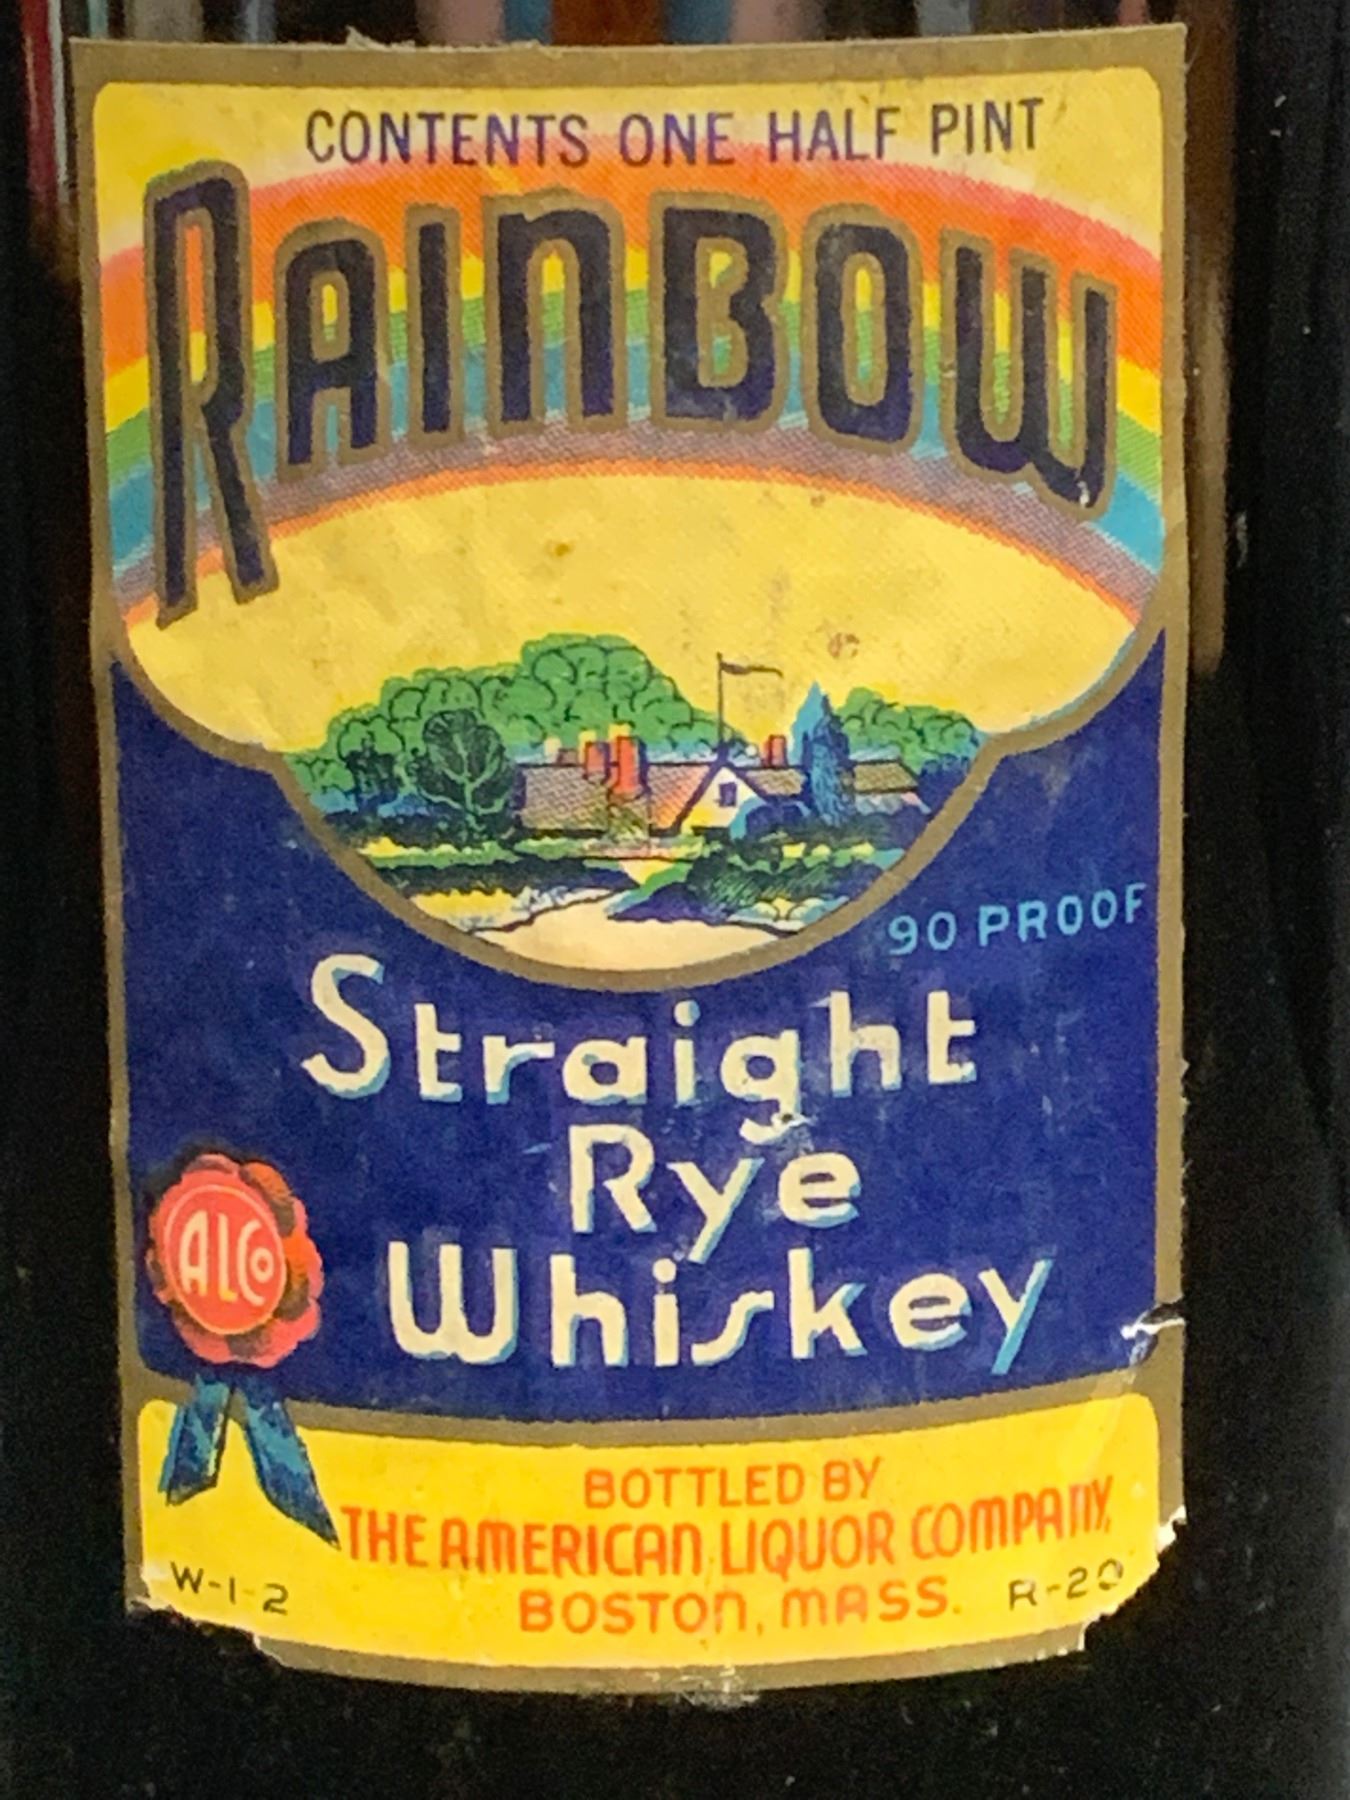 CONTENTS ONE HALF PINT
RAINBOW
90 PROOF
Straight
Rye
Whiskey
ALCo
BOTTLED BY
THE AMERICAN LIQUOR COMPANY,
BOSTON, MASS.
W-1-2
R-20